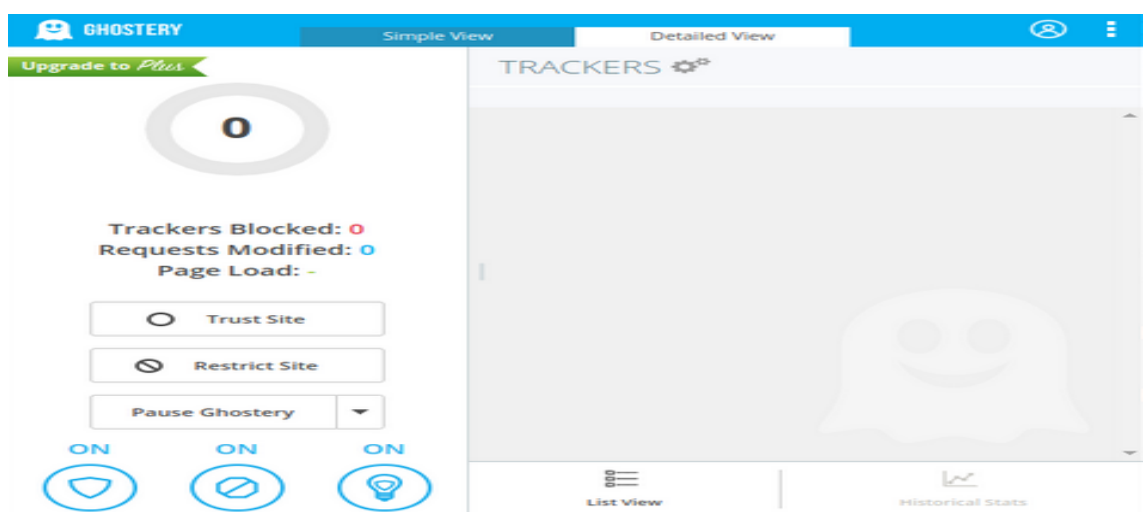 GHOSTERY
Simple View
Detailed View
Upgrade to Plus
TRACKERS
0
Trackers Blocked: 0
Requests Modified: 0
Page Load: -
Trust Site
Restrict Site
Pause Ghostery
ON ON ON
List View
Historical Stats